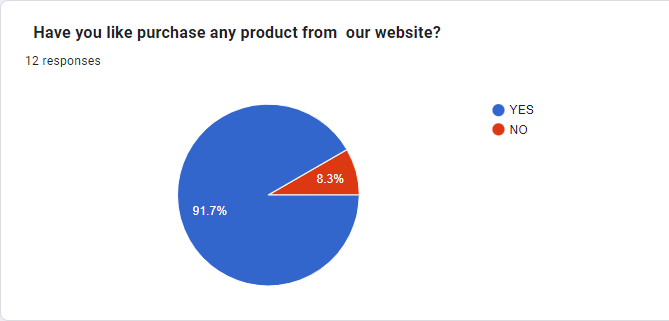 Have you like purchase any product from  our website?
12 responses
YES
NO
8.3%
91.7%